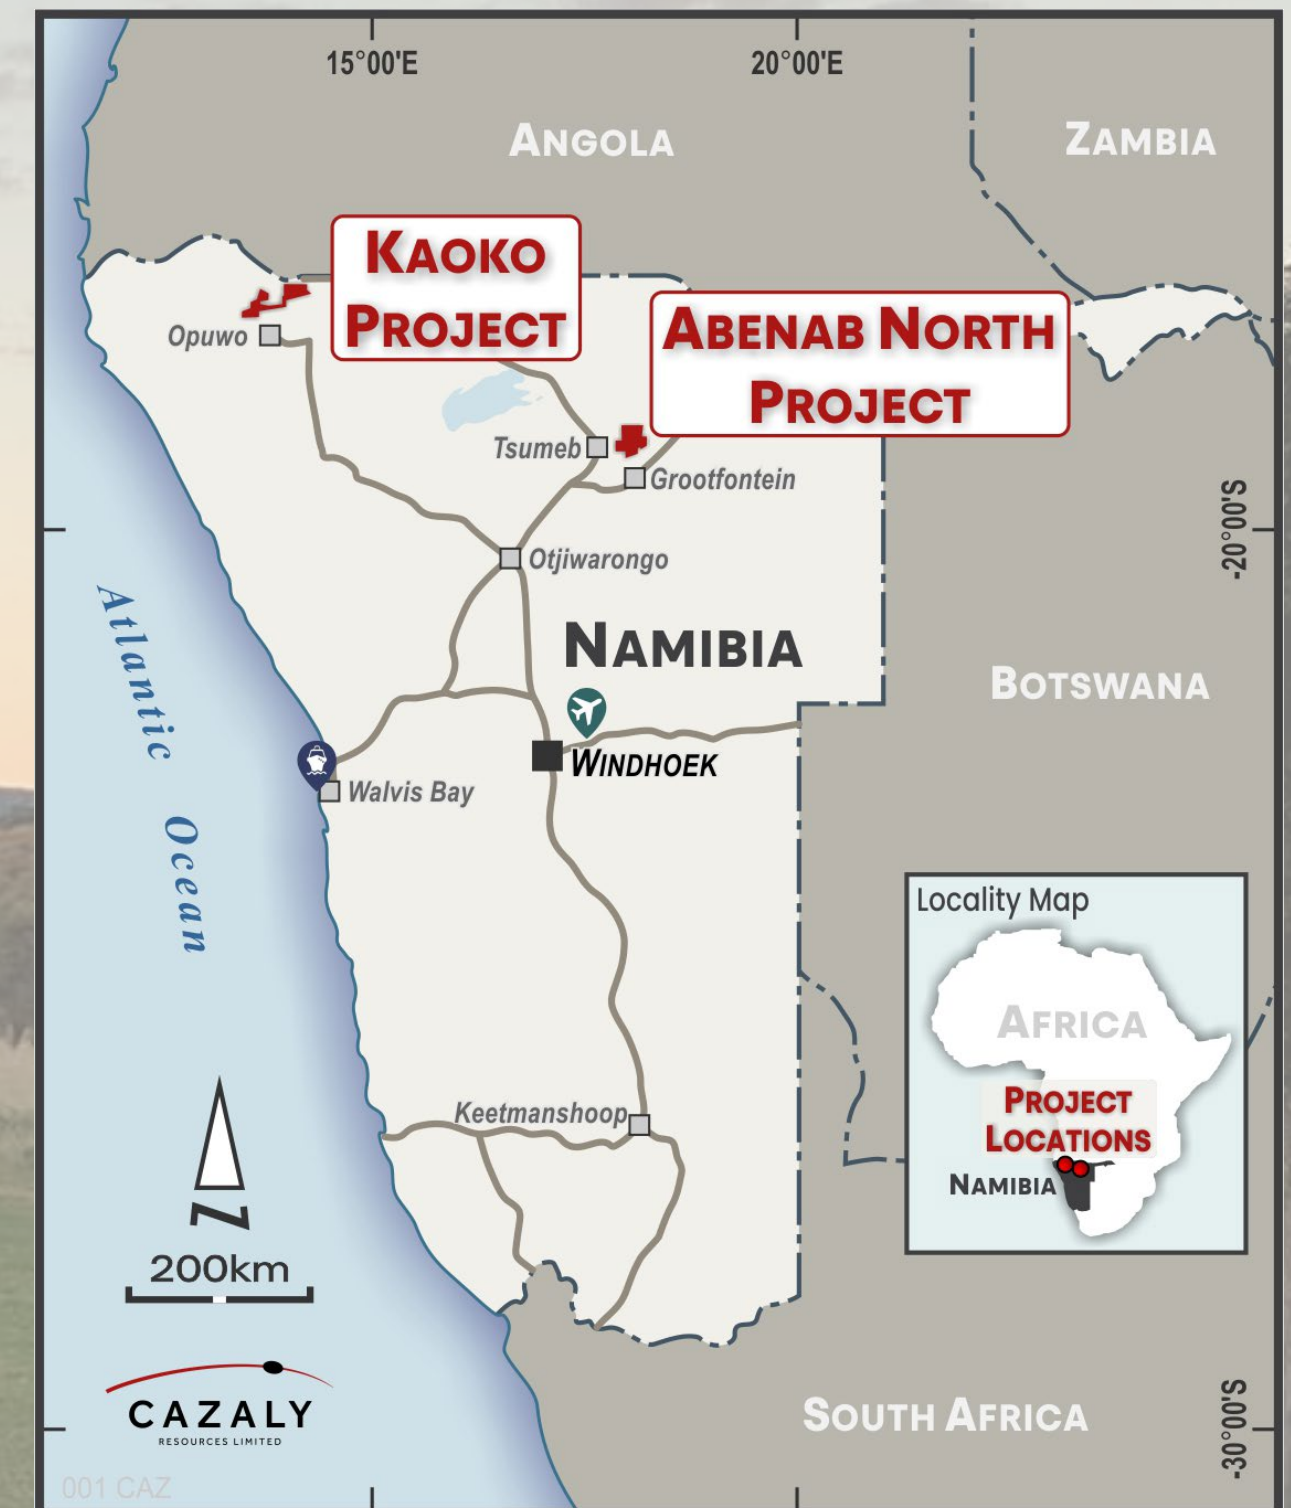 15°00'E
20°00'E
ANGOLA
ZAMBIA
KAOKO
PROJECT
ABENAB NORTH
PROJECT
Opuwo
Tsumeb
Grootfontein
-20°00'S
Otjiwarongo
Atlantic Ocean
NAMIBIA
BOTSWANA
WINDHOEK
Walvis Bay
Locality Map
AFRICA
PROJECT
LOCATIONS
NAMIBIA
Keetmanshoop
N
200km
CAZALY
RESOURCES LIMITED
SOUTH AFRICA
-30°00'S
001 CAZ